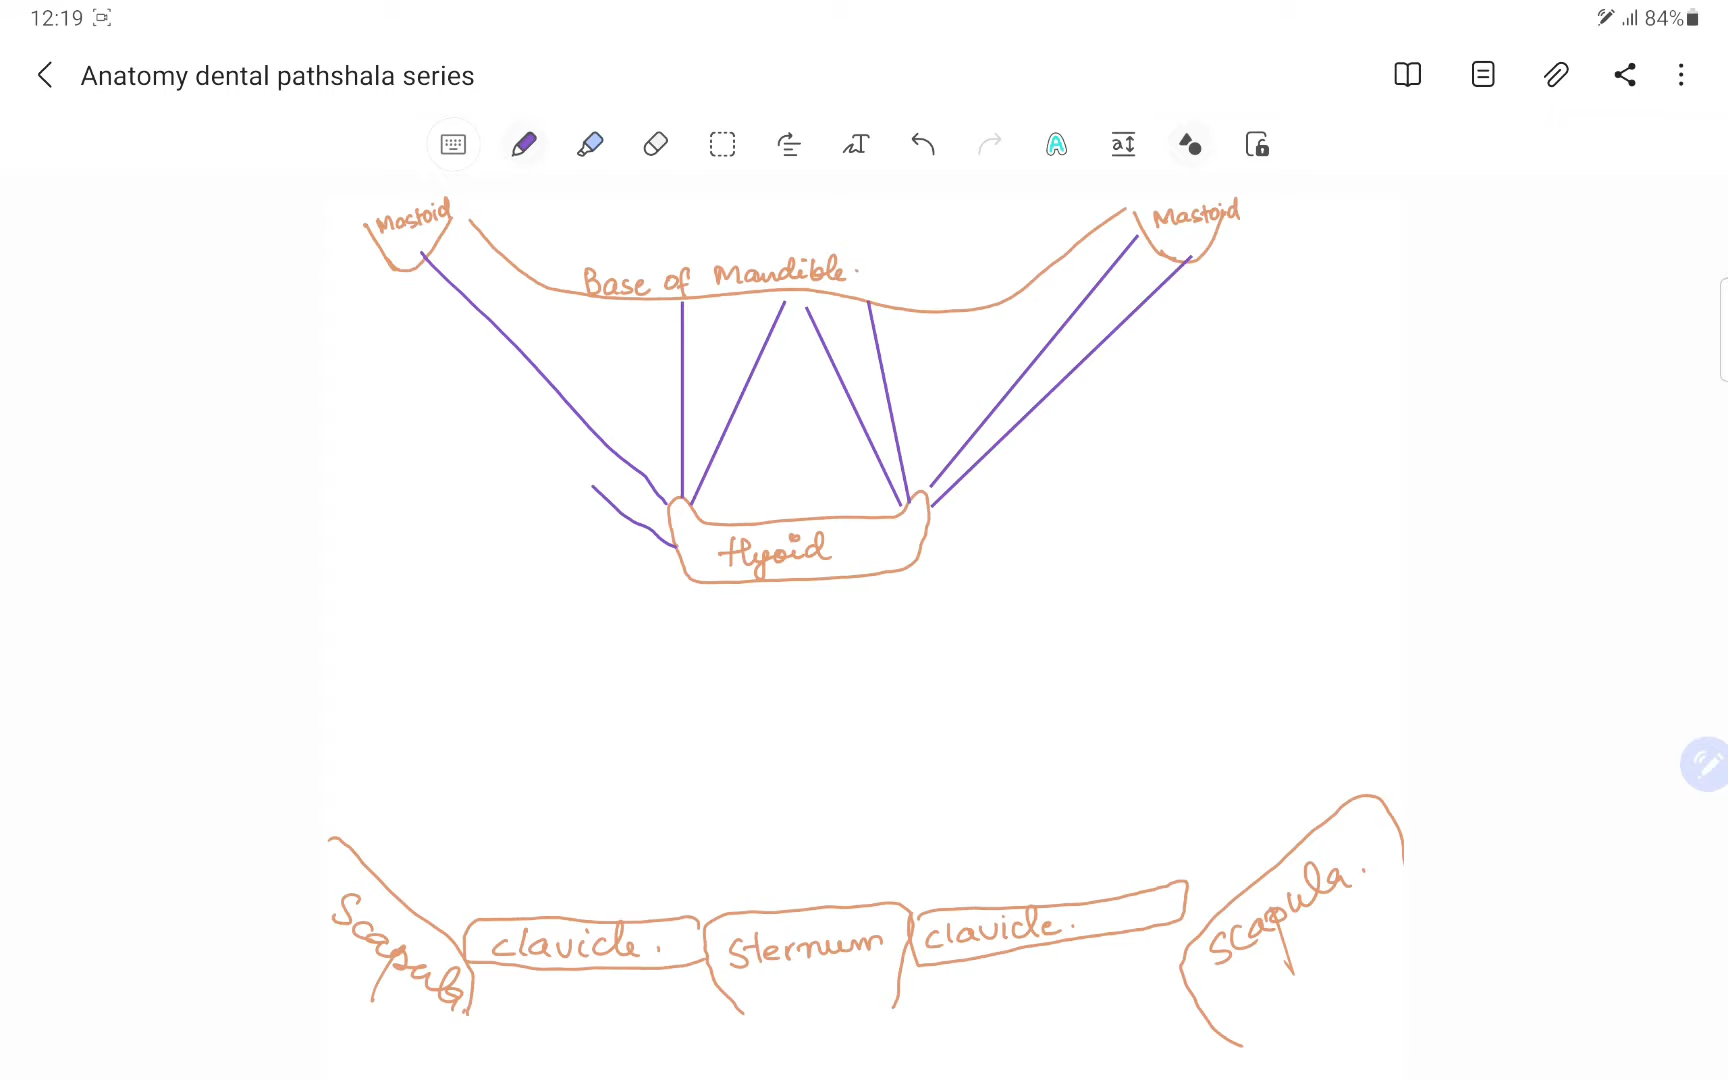 12:19
84%
Anatomy dental pathshala series
Mastoid
Mastoid
Base of Mandible.
Hyoid
Scapula.
clavicle.
Sternum
clavicle.
Scapula.